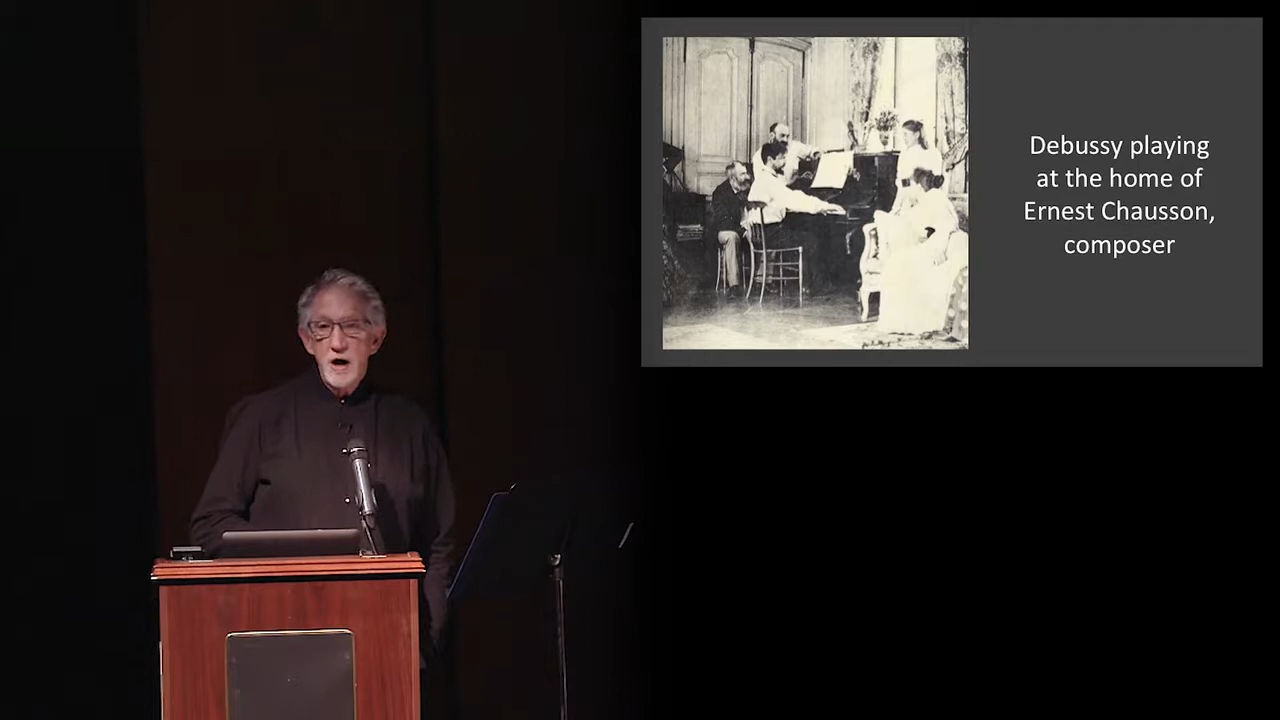 Debussy playing
at the home of
Ernest Chausson,
composer